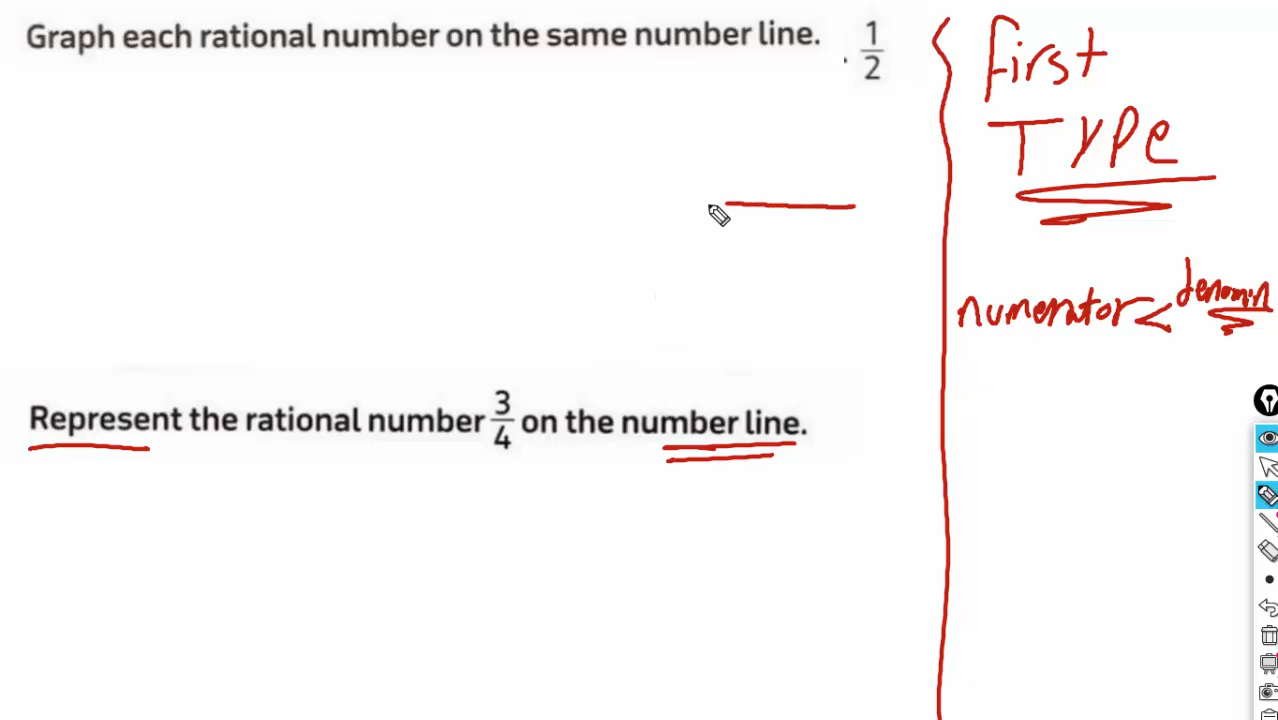 Graph each rational number on the same number line. . 1/2
First
TYPE
numerator < denomin
Represent the rational number 3/4 on the number line.